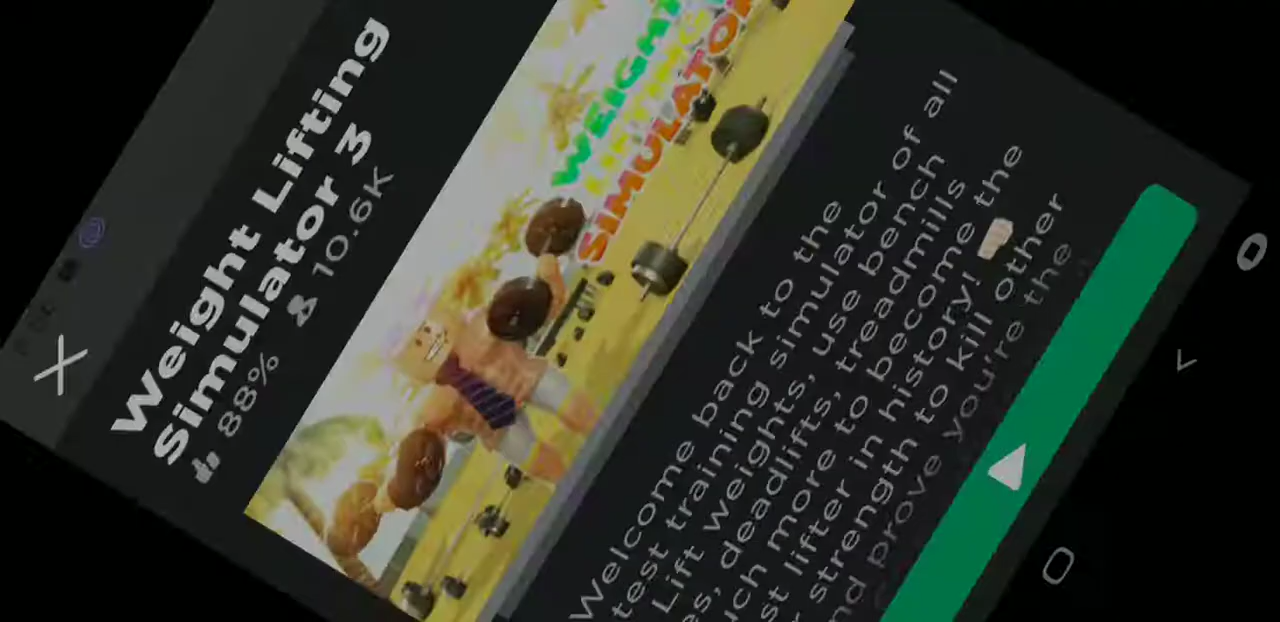 Weight Lifting
Simulator 3
88% 10.6K
WEIGHT
SIMULATOR
Welcome back to the
test training simulator of all
Lift weights, use bench
es, deadlifts, treadmills
uch more to become the
st lifter in history!
strength to kill other
nd prove you're the